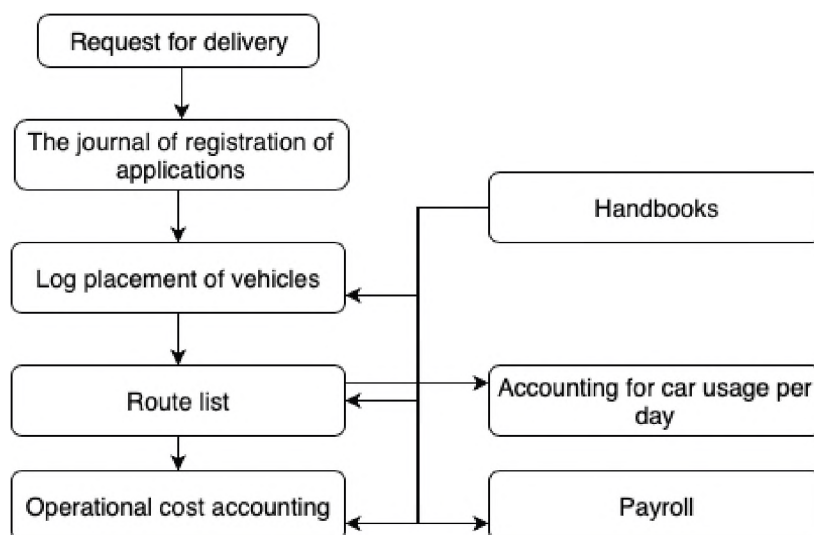 Request for delivery
The journal of registration of
applications
Handbooks
Log placement of vehicles
Route list
Accounting for car usage per
day
Operational cost accounting
Payroll